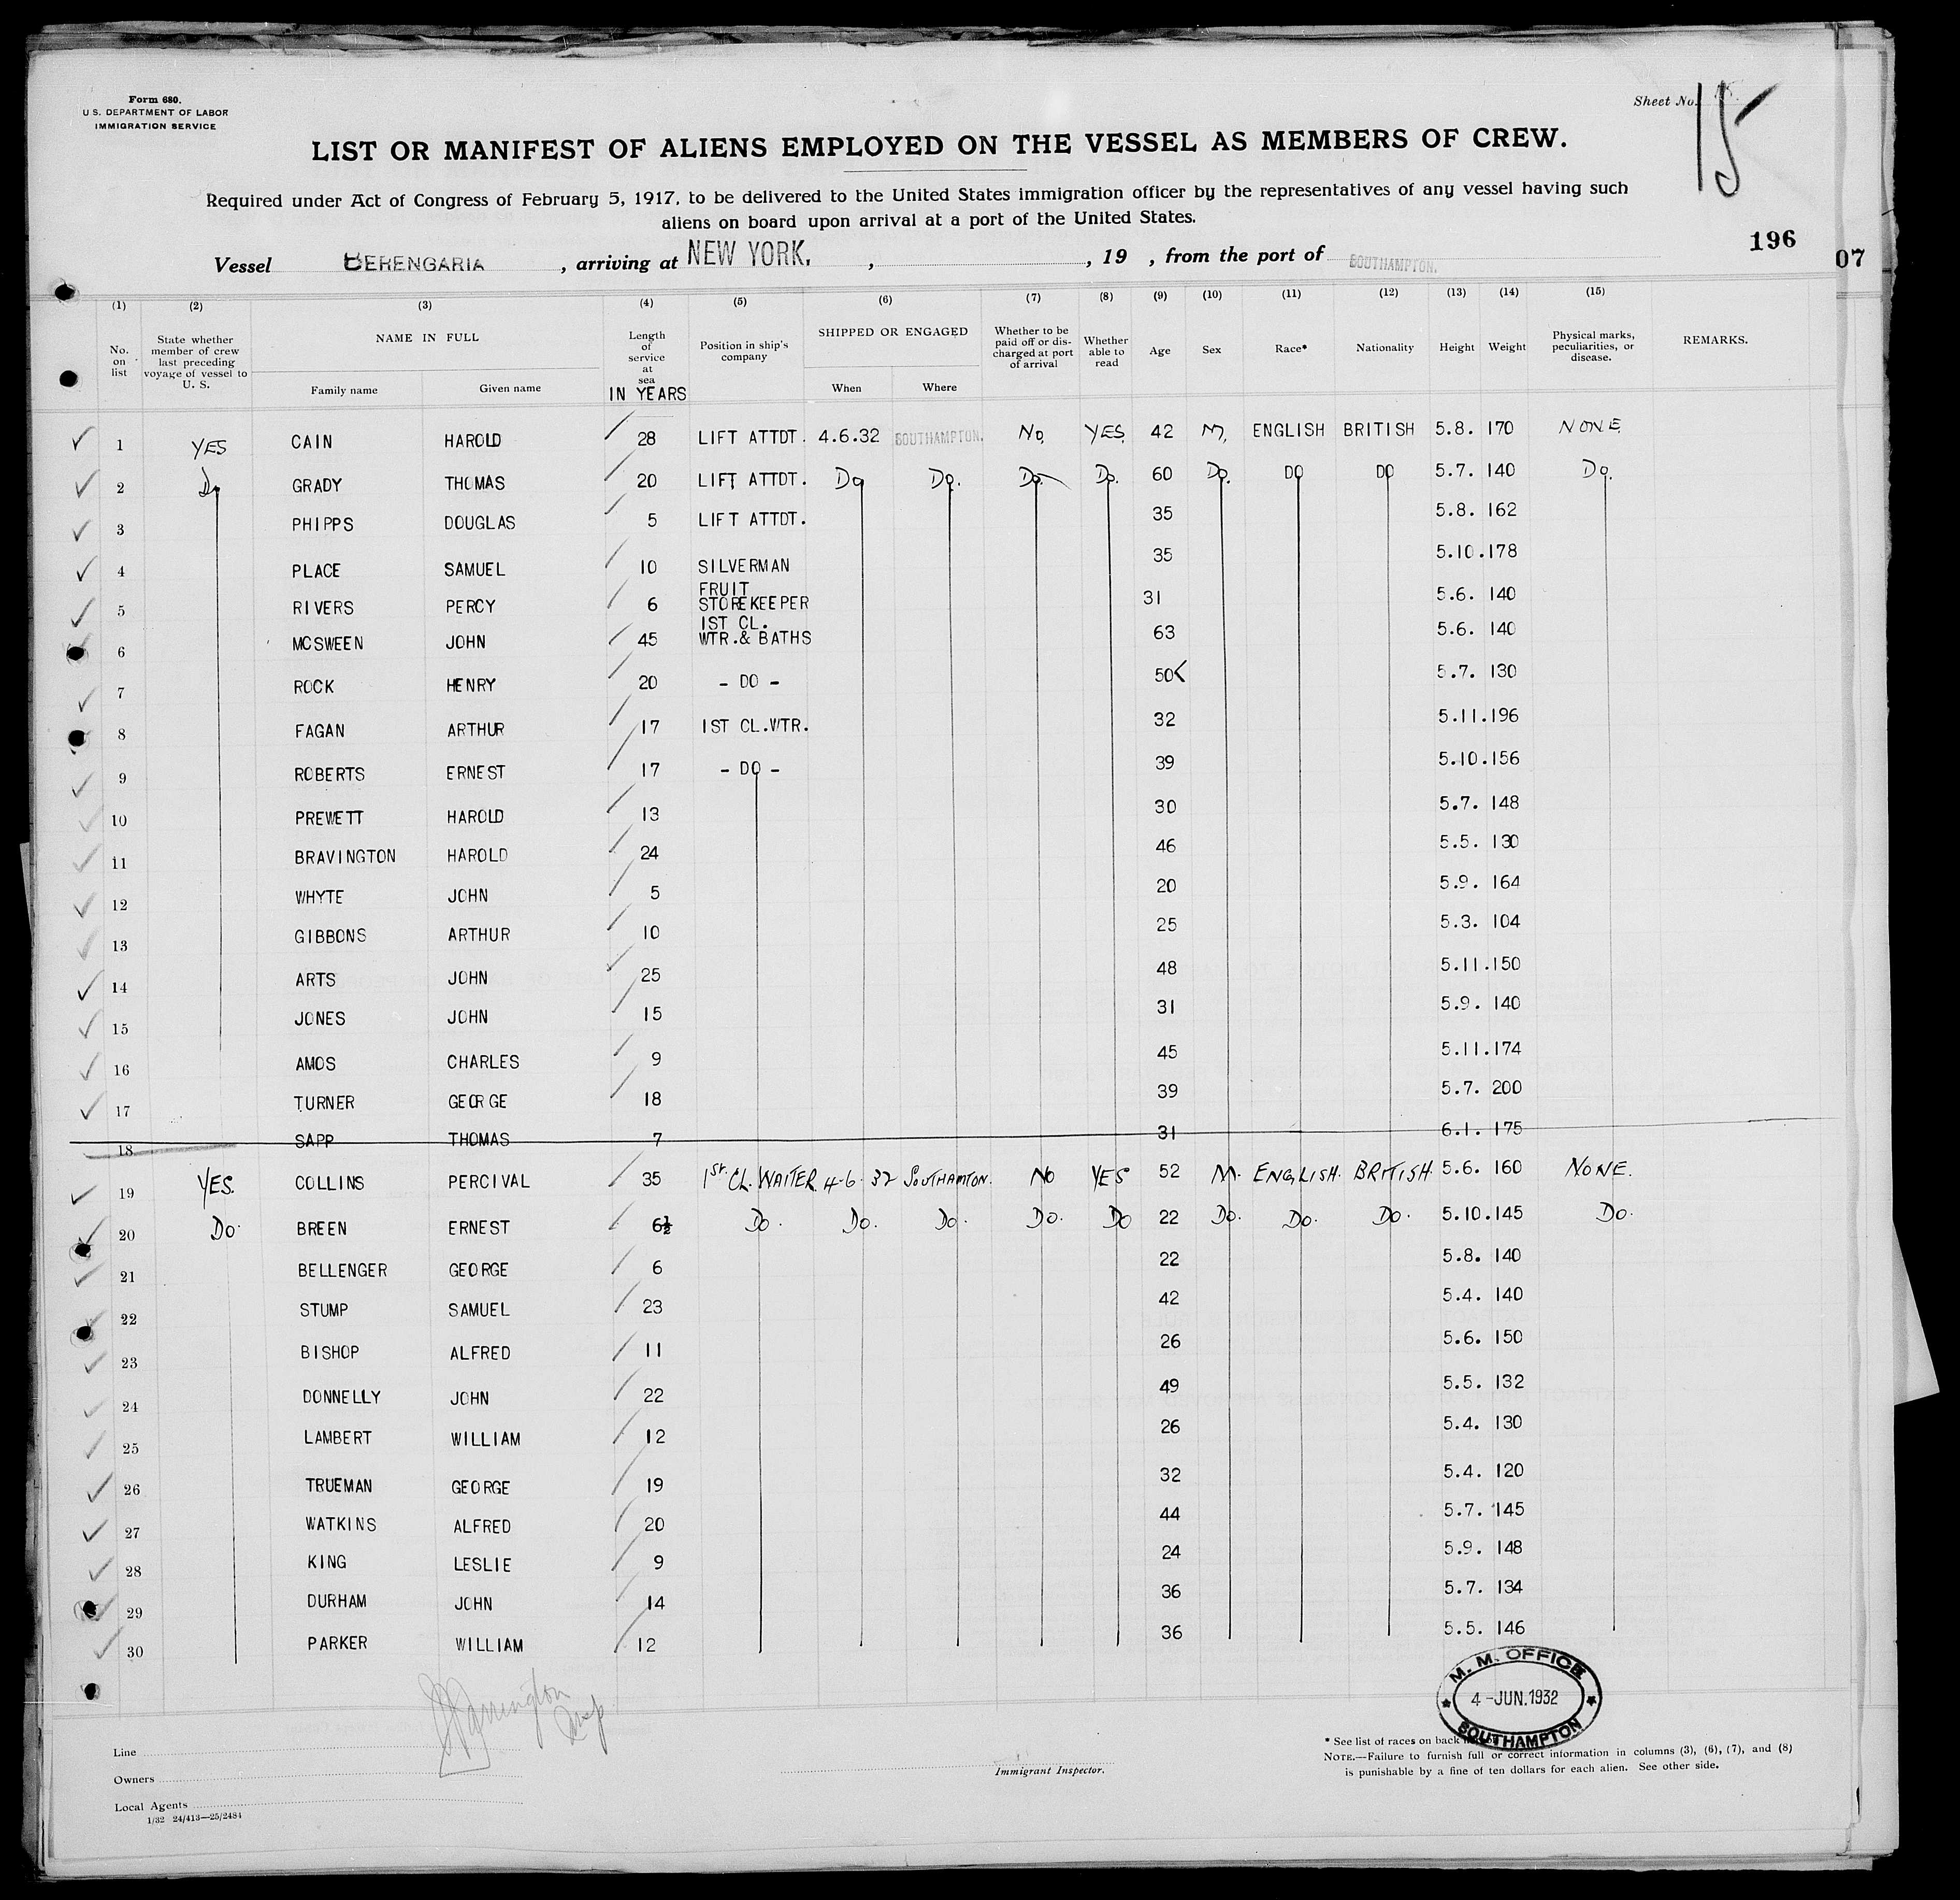 Form 680.
U.S. DEPARTMENT OF LABOR
IMMIGRATION SERVICE
Sheet No. 15
LIST OR MANIFEST OF ALIENS EMPLOYED ON THE VESSEL AS MEMBERS OF CREW.
Required under Act of Congress of February 5, 1917, to be delivered to the United States immigration officer by the representatives of any vessel having such
aliens on board upon arrival at a port of the United States.
196
07
Vessel BERENGARIA, arriving at NEW YORK. , , 19 , from the port of SOUTHAMPTON.
(1) (2) (3) (4) (5) (6) (7) (8) (9) (10) (11) (12) (13) (14) (15)
No. on list State whether member of crew last preceding voyage of vessel to U. S. NAME IN FULL Family name Given name Length of service at sea IN YEARS Position in ship's company SHIPPED OR ENGAGED When Where Whether to be paid off or discharged at port of arrival Whether able to read Age Sex Race* Nationality Height Weight Physical marks, peculiarities, or disease. REMARKS.
1 YES CAIN HAROLD 28 LIFT ATTDT. 4.6.32 SOUTHAMPTON. NO. YES. 42 M. ENGLISH BRITISH 5.8. 170 NONE
2 Do GRADY THOMAS 20 LIFT ATTDT. Do Do. Do. Do. 60 Do. DO DO 5.7. 140 Do.
3 PHIPPS DOUGLAS 5 LIFT ATTDT. 35 5.8. 162
4 PLACE SAMUEL 10 SILVERMAN 35 5.10. 178
5 RIVERS PERCY 6 FRUIT STOREKEEPER 31 5.6. 140
6 MCSWEEN JOHN 45 1ST CL. WTR.& BATHS 63 5.6. 140
7 ROCK HENRY 20 - DO - 50 5.7. 130
8 FAGAN ARTHUR 17 1ST CL.WTR. 32 5.11. 196
9 ROBERTS ERNEST 17 - DO - 39 5.10. 156
10 PREWETT HAROLD 13 30 5.7. 148
11 BRAVINGTON HAROLD 24 46 5.5. 130
12 WHYTE JOHN 5 20 5.9. 164
13 GIBBONS ARTHUR 10 25 5.3. 104
14 ARTS JOHN 25 48 5.11. 150
15 JONES JOHN 15 31 5.9. 140
16 AMOS CHARLES 9 45 5.11. 174
17 TURNER GEORGE 18 39 5.7. 200
18 SAPP THOMAS 7 31 6.1. 175
19 YES. COLLINS PERCIVAL 35 1st CL. WAITER 4-6-32 SOUTHAMTON. NO YES 52 M. ENGLISH. BRITISH. 5.6. 160 NONE.
20 Do. BREEN ERNEST 6½ Do. Do. Do. Do. Do 22 Do. Do. Do. 5.10. 145 Do.
21 BELLENGER GEORGE 6 22 5.8. 140
22 STUMP SAMUEL 23 42 5.4. 140
23 BISHOP ALFRED 11 26 5.6. 150
24 DONNELLY JOHN 22 49 5.5. 132
25 LAMBERT WILLIAM 12 26 5.4. 130
26 TRUEMAN GEORGE 19 32 5.4. 120
27 WATKINS ALFRED 20 44 5.7. 145
28 KING LESLIE 9 24 5.9. 148
29 DURHAM JOHN 14 36 5.7. 134
30 PARKER WILLIAM 12 36 5.5. 146
M. M. OFFICE
4 -JUN.1932
SOUTHAMPTON
Line
Owners
Local Agents
1/32 24/413—25/2484
Immigrant Inspector.
* See list of races on back
NOTE.—Failure to furnish full or correct information in columns (3), (6), (7), and (8)
is punishable by a fine of ten dollars for each alien. See other side.